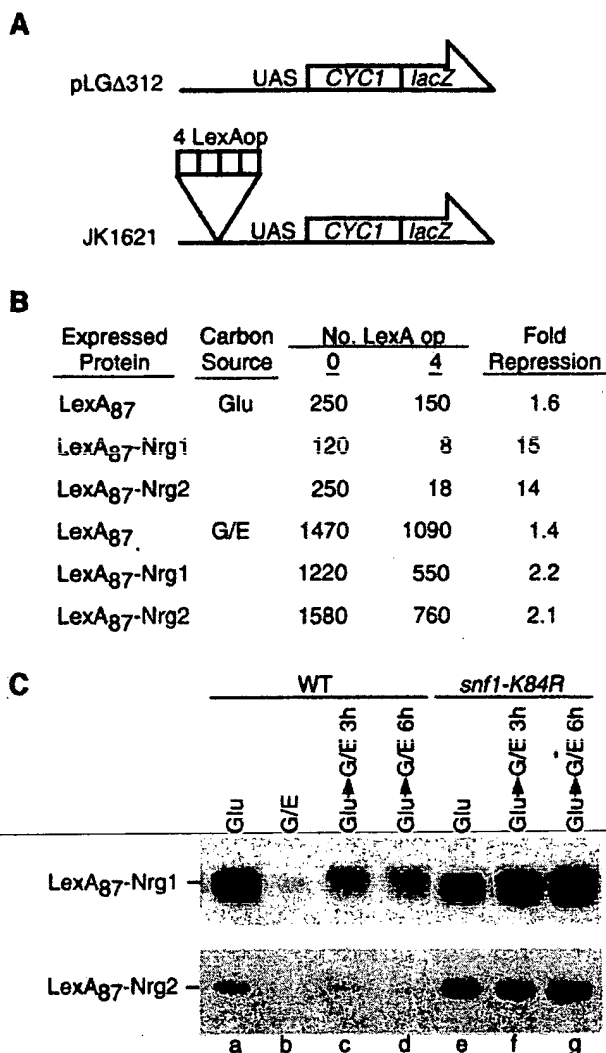 A
pLGΔ312 UAS CYC1 lacZ
4 LexAop
JK1621 UAS CYC1 lacZ
B
Expressed Protein Carbon Source No. LexA op Fold Repression
0 4
LexA87 Glu 250 150 1.6
LexA87-Nrg1 120 8 15
LexA87-Nrg2 250 18 14
LexA87 G/E 1470 1090 1.4
LexA87-Nrg1 1220 550 2.2
LexA87-Nrg2 1580 760 2.1
C
WT snf1-K84R
Glu G/E Glu→G/E 3h Glu→G/E 6h Glu Glu→G/E 3h Glu→G/E 6h
LexA87-Nrg1
LexA87-Nrg2
a b c d e f g